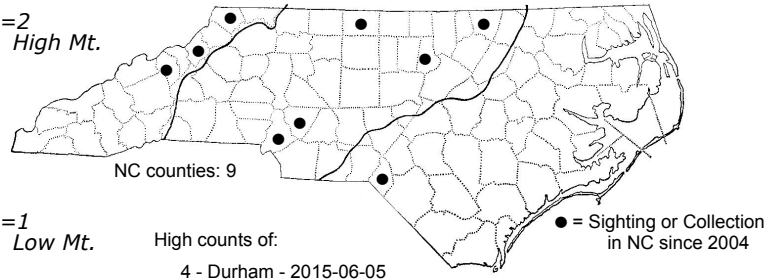 =2
High Mt.
NC counties: 9
=1
Low Mt.
High counts of:
4 - Durham - 2015-06-05
● = Sighting or Collection
in NC since 2004